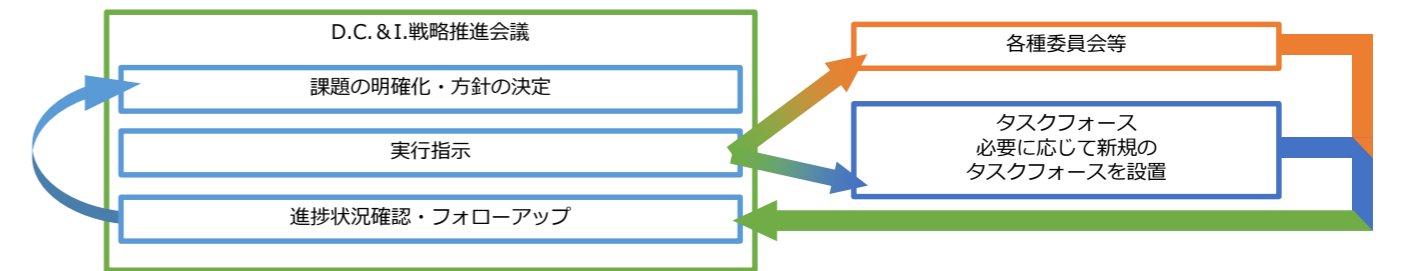 D.C.＆I.戦略推進会議
課題の明確化・方針の決定
実行指示
進捗状況確認・フォローアップ
各種委員会等
タスクフォース
必要に応じて新規の
タスクフォースを設置